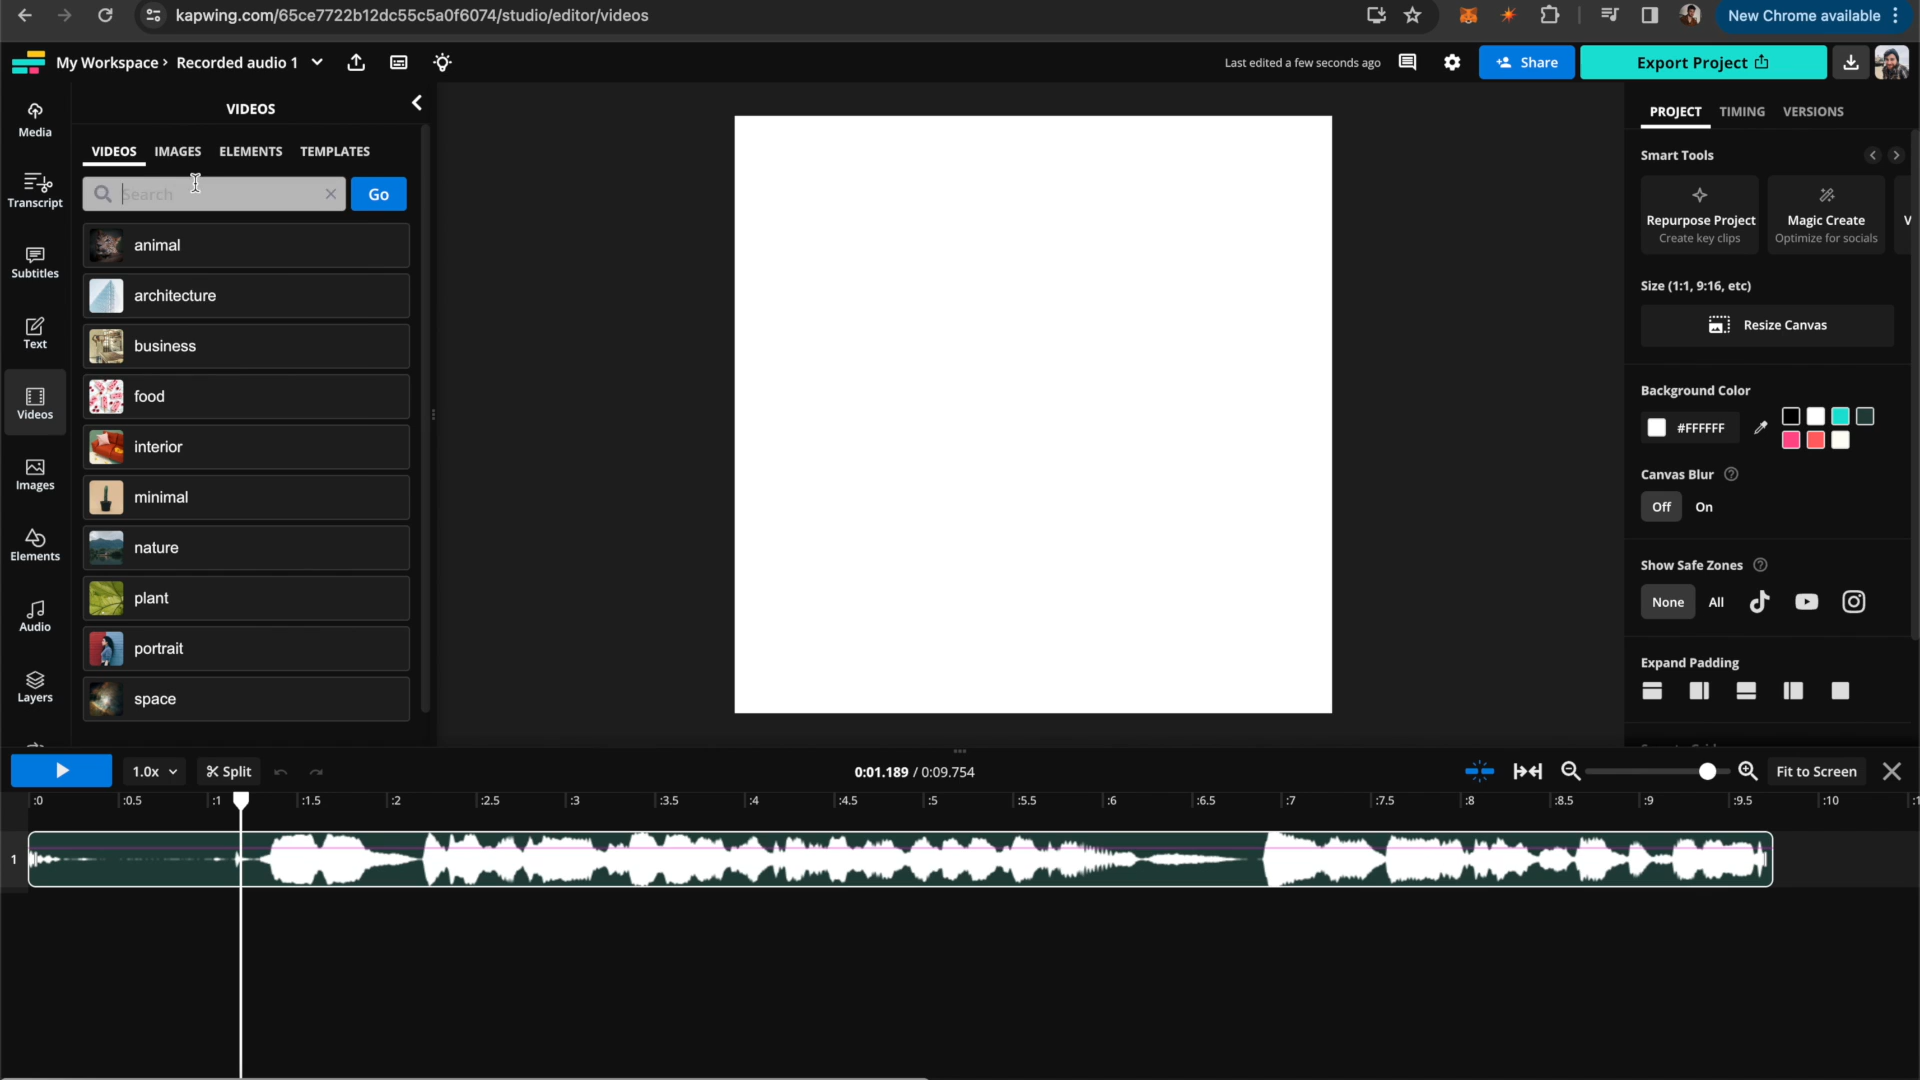 kapwing.com/65ce7722b12dc55c5a0f6074/studio/editor/videos
New Chrome available
My Workspace › Recorded audio 1
Last edited a few seconds ago
Share
Export Project
VIDEOS
PROJECT TIMING VERSIONS
Media
Transcript
Subtitles
Text
Videos
Images
Elements
Audio
Layers
VIDEOS IMAGES ELEMENTS TEMPLATES
Search
Go
animal
architecture
business
food
interior
minimal
nature
plant
portrait
space
Smart Tools
Repurpose Project
Create key clips
Magic Create
Optimize for socials
V
Size (1:1, 9:16, etc)
Resize Canvas
Background Color
#FFFFFF
Canvas Blur
Off On
Show Safe Zones
None All
Expand Padding
1.0x
Split
0:01.189 / 0:09.754
Fit to Screen
:0 :0.5 :1 :1.5 :2 :2.5 :3 :3.5 :4 :4.5 :5 :5.5 :6 :6.5 :7 :7.5 :8 :8.5 :9 :9.5 :10
1